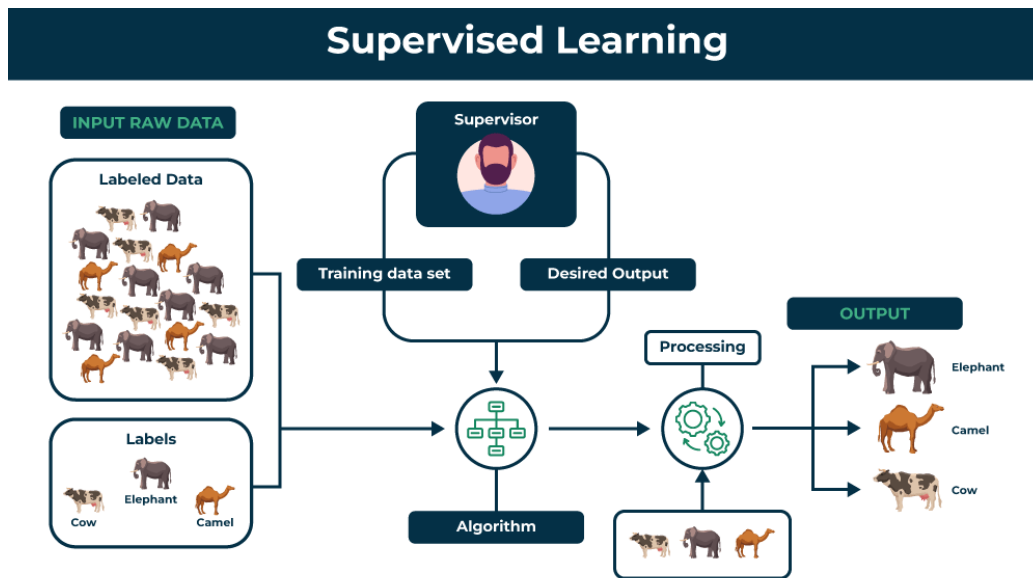 Supervised Learning
INPUT RAW DATA
Labeled Data
Labels
Cow
Elephant
Camel
Supervisor
Training data set
Desired Output
Algorithm
Processing
OUTPUT
Elephant
Camel
Cow